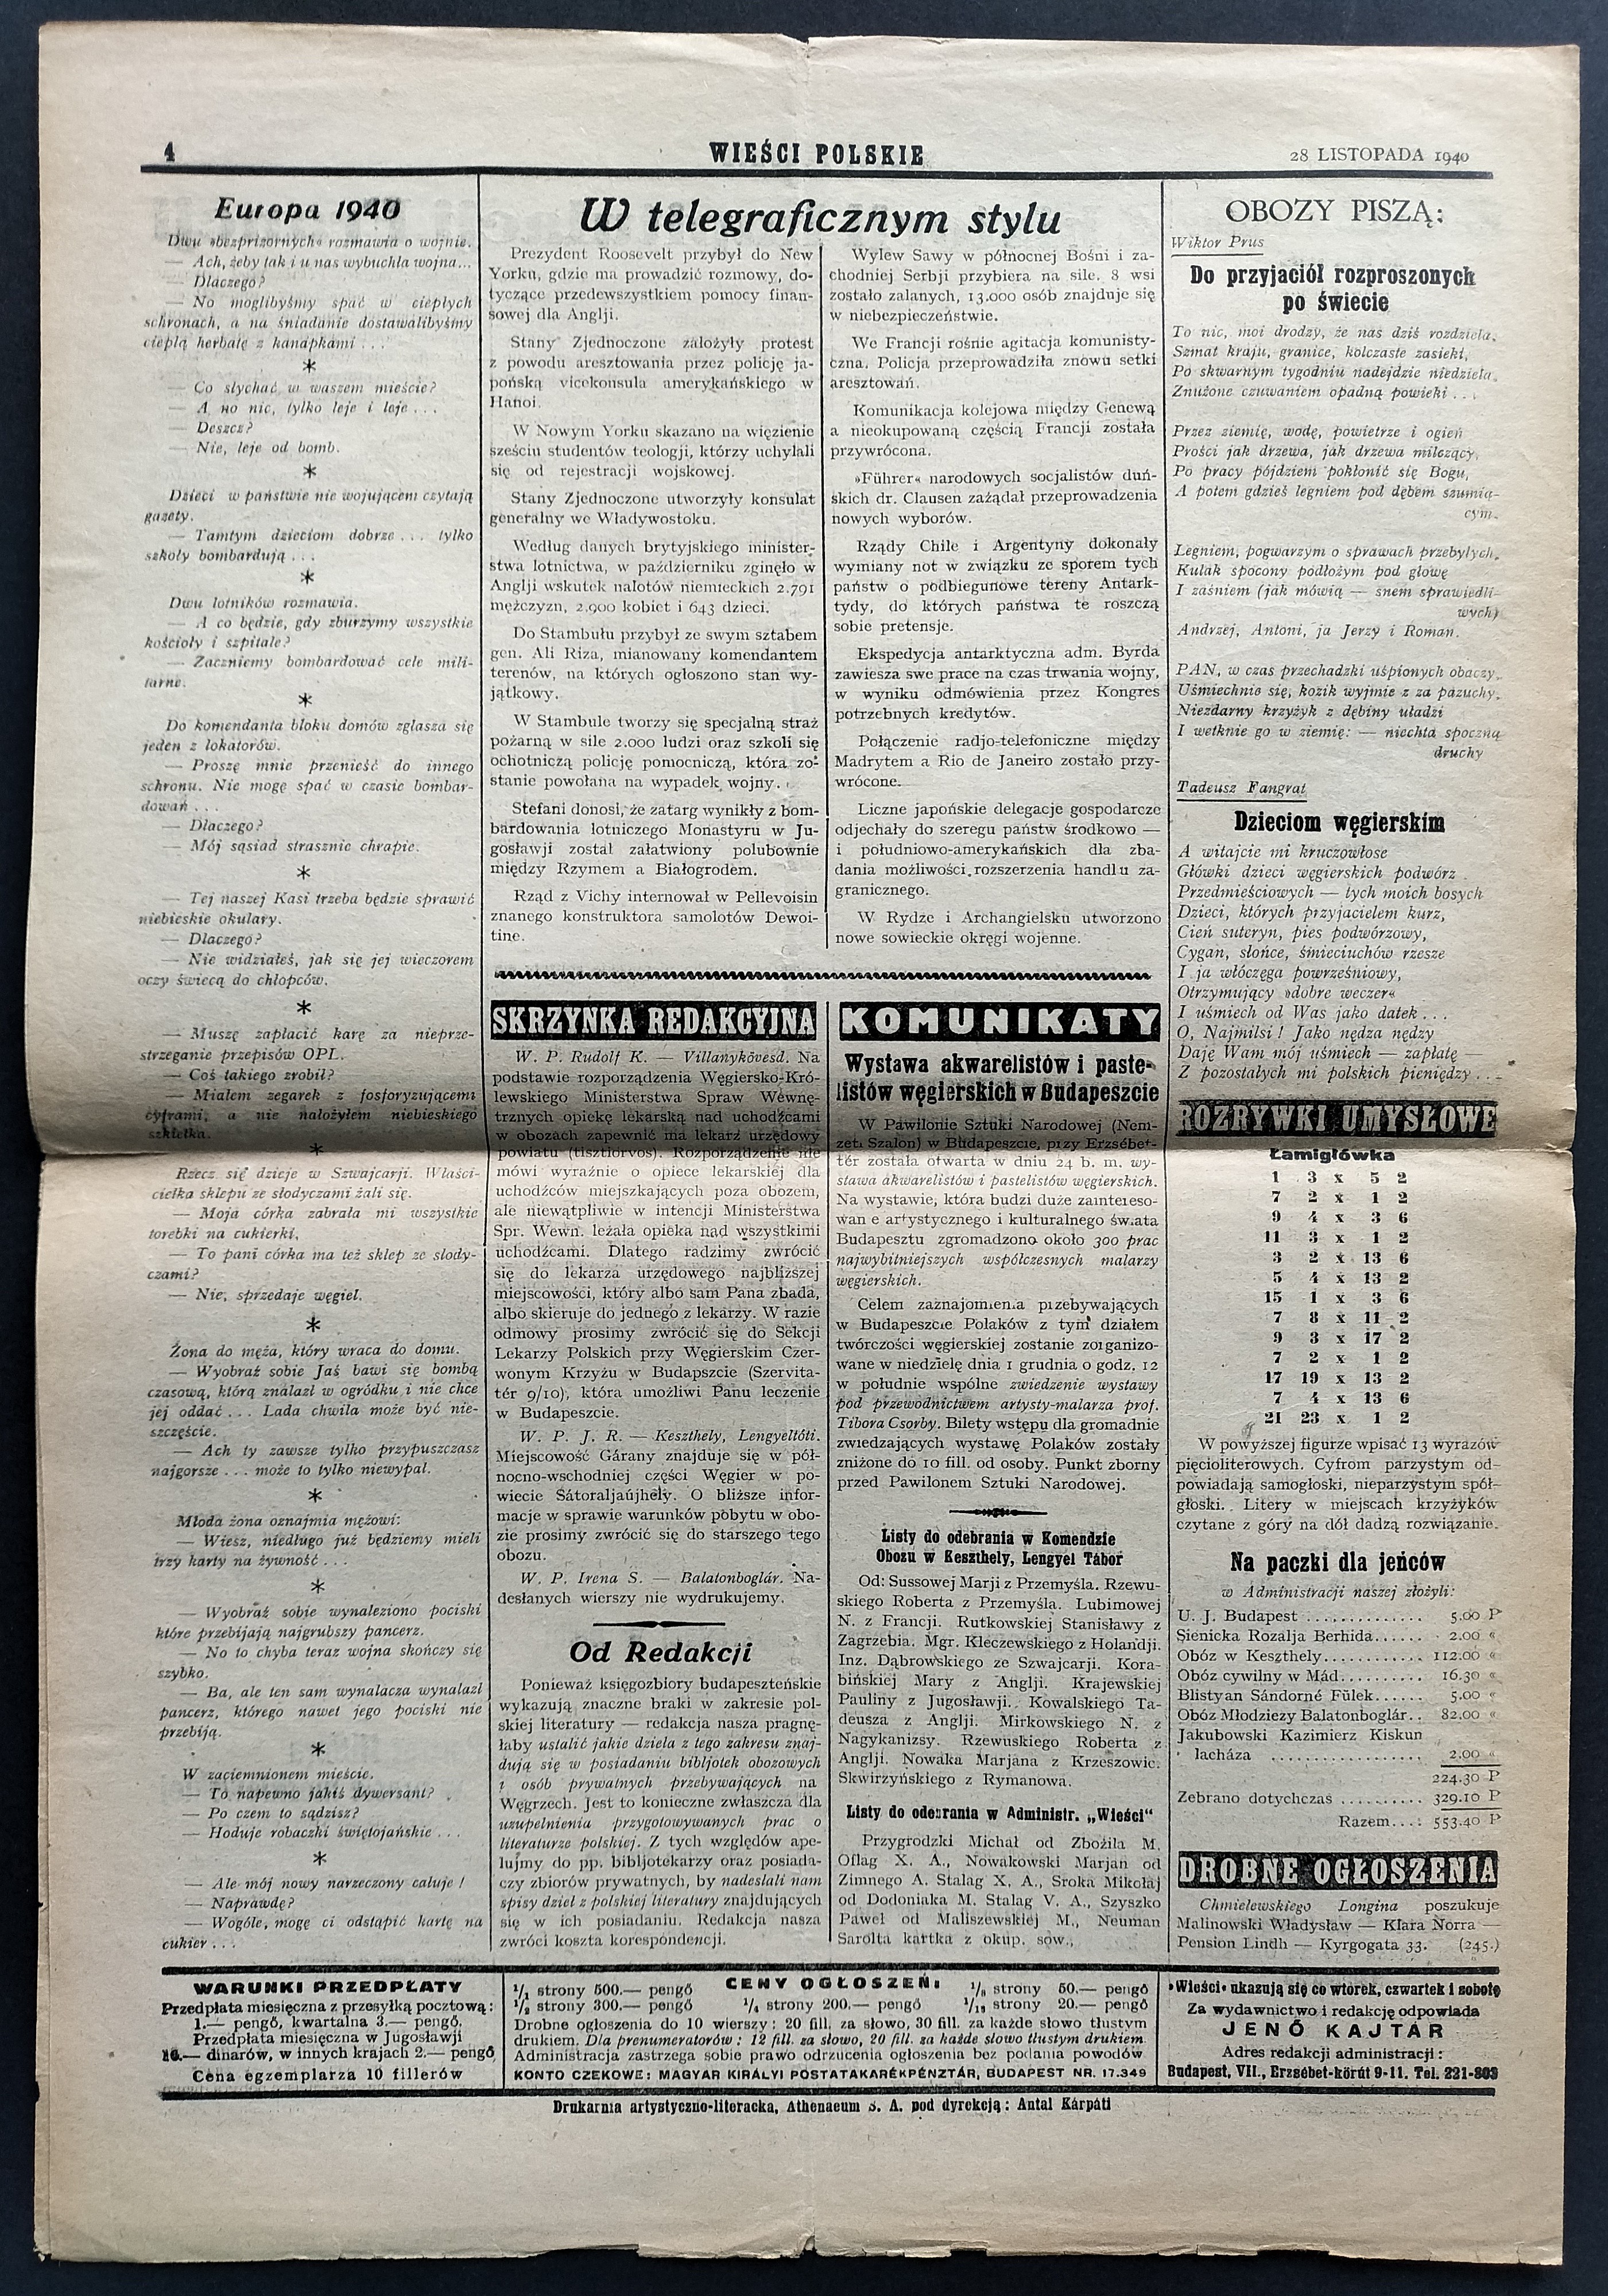 4
WIEŚCI POLSKIE
28 LISTOPADA 1940
Europa 1940
Dwu »bezprizornych« rozmawia o wojnie.
— Ach, żeby tak i u nas wybuchła wojna...
— Dlaczego?
— No moglibyśmy spać w ciepłych
schronach, a na śniadanie dostawalibyśmy
ciepłą herbatę z kanapkami ...
*
— Co słychać w waszem mieście?
— A no nic, tylko leje i leje ...
— Deszcz?
— Nie, leje od bomb.
*
Dzieci w państwie nie wojującem czytają
gazety.
— Tamtym dzieciom dobrze ... tylko
szkoły bombardują ...
*
Dwu lotników rozmawia.
— A co będzie, gdy zburzymy wszystkie
kościoły i szpitale?
— Zaczniemy bombardować cele mili-
tarne.
*
Do komendanta bloku domów zgłasza się
jeden z lokatorów.
— Proszę mnie przenieść do innego
schronu. Nie mogę spać w czasie bombar-
dowań ...
— Dlaczego?
— Mój sąsiad strasznie chrapie.
*
— Tej naszej Kasi trzeba będzie sprawić
niebieskie okulary.
— Dlaczego?
— Nie widziałeś, jak się jej wieczorem
oczy świecą do chłopców.
*
— Muszę zapłacić karę za nieprze-
strzeganie przepisów OPL.
— Coś takiego zrobił?
— Miałem zegarek z fosforyzującemi
cyframi, a nie nałożyłem niebieskiego
szkiełka.
*
Rzecz się dzieje w Szwajcarji. Właści-
cielka sklepu ze słodyczami żali się.
— Moja córka zabrała mi wszystkie
torebki na cukierki,
— To pani córka ma też sklep ze słody-
czami?
— Nie, sprzedaje węgiel.
*
Żona do męża, który wraca do domu.
— Wyobraź sobie Jaś bawi się bombą
czasową, którą znalazł w ogródku i nie chce
jej oddać ... Lada chwila może być nie-
szczęście.
— Ach ty zawsze tylko przypuszczasz
najgorsze ... może to tylko niewypał.
*
Młoda żona oznajmia mężowi:
— Wiesz, niedługo już będziemy mieli
trzy karty na żywność ...
*
— Wyobraź sobie wynaleziono pociski
które przebijają najgrubszy pancerz.
— No to chyba teraz wojna skończy się
szybko.
— Ba, ale ten sam wynalazca wynalazł
pancerz, którego nawet jego pociski nie
przebiją.
*
W zaciemnionem mieście.
— To napewno jakiś dywersant?
— Po czem to sądzisz?
— Hoduje robaczki świętojańskie ...
*
— Ale mój nowy narzeczony całuje!
— Naprawdę?
— Wogóle, mogę ci odstąpić kartę na
cukier ...
W telegraficznym stylu
Prezydent Roosevelt przybył do New
Yorku, gdzie ma prowadzić rozmowy, do-
tyczące przedewszystkiem pomocy finan-
sowej dla Anglji.
Stany Zjednoczone założyły protest
z powodu aresztowania przez policję ja-
pońską vicekonsula amerykańskiego w
Hanoi.
W Nowym Yorku skazano na więzienie
sześciu studentów teologji, którzy uchylali
się od rejestracji wojskowej.
Stany Zjednoczone utworzyły konsulat
generalny we Władywostoku.
Według danych brytyjskiego minister-
stwa lotnictwa, w październiku zginęło w
Anglji wskutek nalotów niemieckich 2.791
mężczyzn, 2.900 kobiet i 643 dzieci.
Do Stambułu przybył ze swym sztabem
gen. Ali Riza, mianowany komendantem
terenów, na których ogłoszono stan wy-
jątkowy.
W Stambule tworzy się specjalną straż
pożarną w sile 2.000 ludzi oraz szkoli się
ochotniczą policję pomocniczą, która zo-
stanie powołana na wypadek wojny.
Stefani donosi, że zatarg wynikły z bom-
bardowania lotniczego Monastyru w Ju-
gosławji został załatwiony polubownie
między Rzymem a Białogrodem.
Rząd z Vichy internował w Pellevoisin
znanego konstruktora samolotów Dewoi-
tine.
Wylew Sawy w północnej Bośni i za-
chodniej Serbji przybiera na sile. 8 wsi
zostało zalanych, 13.000 osób znajduje się
w niebezpieczeństwie.
We Francji rośnie agitacja komunisty-
czna. Policja przeprowadziła znowu setki
aresztowań.
Komunikacja kolejowa między Genewą
a nieokupowaną częścią Francji została
przywrócona.
»Führer« narodowych socjalistów duń-
skich dr. Clausen zażądał przeprowadzenia
nowych wyborów.
Rządy Chile i Argentyny dokonały
wymiany not w związku ze sporem tych
państw o podbiegunowe tereny Antark-
tydy, do których państwa te roszczą
sobie pretensje.
Ekspedycja antarktyczna adm. Byrda
zawiesza swe prace na czas trwania wojny,
w wyniku odmówienia przez Kongres
potrzebnych kredytów.
Połączenie radjo-telefoniczne między
Madrytem a Rio de Janeiro zostało przy-
wrócone.
Liczne japońskie delegacje gospodarcze
odjechały do szeregu państw środkowo —
i południowo-amerykańskich dla zba-
dania możliwości rozszerzenia handlu za-
granicznego.
W Rydze i Archangielsku utworzono
nowe sowieckie okręgi wojenne.
SKRZYNKA REDAKCYJNA
W. P. Rudolf K. — Villanykövesd. Na
podstawie rozporządzenia Węgiersko-Kró-
lewskiego Ministerstwa Spraw Wewnę-
trznych opiekę lekarską nad uchodźcami
w obozach zapewnić ma lekarz urzędowy
powiatu (tisztiorvos). Rozporządzenie nie
mówi wyraźnie o opiece lekarskiej dla
uchodźców miejszkających poza obozem,
ale niewątpliwie w intencji Ministerstwa
Spr. Wewn. leżała opieka nad wszystkimi
uchodźcami. Dlatego radzimy zwrócić
się do lekarza urzędowego najbliższej
miejscowości, który albo sam Pana zbada,
albo skieruje do jednego z lekarzy. W razie
odmowy prosimy zwrócić się do Sekcji
Lekarzy Polskich przy Węgierskim Czer-
wonym Krzyżu w Budapszcie (Szervita-
tér 9/10), która umożliwi Panu leczenie
w Budapeszcie.
W. P. J. R. — Keszthely, Lengyeltóti.
Miejscowość Gárany znajduje się w pół-
nocno-wschodniej części Węgier w po-
wiecie Sátoraljaújhely. O bliższe infor-
macje w sprawie warunków pobytu w obo-
zie prosimy zwrócić się do starszego tego
obozu.
W. P. Irena S. — Balatonboglár. Na-
desłanych wierszy nie wydrukujemy.
Od Redakcji
Ponieważ księgozbiory budapeszteńskie
wykazują znaczne braki w zakresie pol-
skiej literatury — redakcja nasza pragnę-
łaby ustalić jakie dzieła z tego zakresu znaj-
dują się w posiadaniu bibljotek obozowych
i osób prywatnych przebywających na
Węgrzech. Jest to konieczne zwłaszcza dla
uzupełnienia przygotowywanych prac o
literaturze polskiej. Z tych względów ape-
lujmy do pp. bibljotekarzy oraz posiada-
czy zbiorów prywatnych, by nadesłali nam
spisy dzieł z polskiej literatury znajdujących
się w ich posiadaniu. Redakcja nasza
zwróci koszta korespondencji.
KOMUNIKATY
Wystawa akwarelistów i paste-
listów węgierskich w Budapeszcie
W Pawilonie Sztuki Narodowej (Nem-
zeti Szalon) w Budapeszcie, przy Erzsébet-
tér została otwarta w dniu 24 b. m. wy-
stawa akwarelistów i pastelistów węgierskich.
Na wystawie, która budzi duże zaintereso-
wan e artystycznego i kulturalnego świata
Budapesztu zgromadzono około 300 prac
najwybitniejszych współczesnych malarzy
węgierskich.
Celem zaznajomienia przebywających
w Budapeszcie Polaków z tym działem
twórczości węgierskiej zostanie zorganizo-
wane w niedzielę dnia 1 grudnia o godz. 12
w południe wspólne zwiedzenie wystawy
pod przewodnictwem artysty-malarza prof.
Tibora Csorby. Bilety wstępu dla gromadnie
zwiedzających wystawę Polaków zostały
zniżone do 10 fill. od osoby. Punkt zborny
przed Pawilonem Sztuki Narodowej.
Listy do odebrania w Komendzie
Obozu w Keszthely, Lengyel Tábor
Od: Sussowej Marji z Przemyśla. Rzewu-
skiego Roberta z Przemyśla. Lubimowej
N. z Francji. Rutkowskiej Stanisławy z
Zagrzebia. Mgr. Kleczewskiego z Holandji.
Inz. Dąbrowskiego ze Szwajcarji. Kora-
bińskiej Mary z Anglji. Krajewskiej
Pauliny z Jugosławji. Kowalskiego Ta-
deusza z Anglji. Mirkowskiego N. z
Nagykanizsy. Rzewuskiego Roberta z
Anglji. Nowaka Marjana z Krzeszowic.
Skwirzyńskiego z Rymanowa.
Listy do odebrania w Administr. „Wieści"
Przygrodzki Michał od Zbożila M.
Oflag X. A., Nowakowski Marjan od
Zimnego A. Stalag X. A., Sroka Mikołaj
od Dodoniaka M. Stalag V. A., Szyszko
Paweł od Maliszewskiej M., Neuman
Sarolta kartka z okup. sow.,
OBOZY PISZĄ:
Wiktor Prus
Do przyjaciół rozproszonych
po świecie
To nic, moi drodzy, że nas dziś rozdziela,
Szmat kraju, granice, kolczaste zasieki,
Po skwarnym tygodniu nadejdzie niedziela,
Znużone czuwaniem opadną powieki ...
Przez ziemię, wodę, powietrze i ogień
Prości jak drzewa, jak drzewa milczący,
Po pracy pójdziem pokłonić się Bogu,
A potem gdzieś legniem pod dębem szumią-
cym.
Legniem, pogwarzym o sprawach przebytych,
Kułak spocony podłożym pod głowę
I zaśniem (jak mówią — snem sprawiedli-
wych)
Andrzej, Antoni, ja Jerzy i Roman.
PAN, w czas przechadzki uśpionych obaczy,
Uśmiechnie się, kozik wyjmie z za pazuchy,
Niezdarny krzyżyk z dębiny uładzi
I wetknie go w ziemię: — niechta spoczną
druchy
Tadeusz Fangrat
Dzieciom węgierskim
A witajcie mi kruczowłose
Główki dzieci węgierskich podwórz
Przedmieściowych — tych moich bosych
Dzieci, których przyjacielem kurz,
Cień suteryn, pies podwórzowy,
Cygan, słońce, śmieciuchów rzesze
I ja włóczęga powrześniowy,
Otrzymujący »dobre weczer«
I uśmiech od Was jako datek ...
O, Najmilsi! Jako nędza nędzy
Daję Wam mój uśmiech — zapłatę —
Z pozostałych mi polskich pieniędzy ...
ROZRYWKI UMYSŁOWE
Łamigłówka
1 3 x 5 2
7 2 x 1 2
9 4 x 3 6
11 3 x 1 2
3 2 x 13 6
5 4 x 13 2
15 1 x 3 6
7 8 x 11 2
9 3 x 17 2
7 2 x 1 2
17 19 x 13 2
7 4 x 13 6
21 23 x 1 2
W powyższej figurze wpisać 13 wyrazów
pięcioliterowych. Cyfrom parzystym od-
powiadają samogłoski, nieparzystym spół-
głoski. Litery w miejscach krzyżyków
czytane z góry na dół dadzą rozwiązanie.
Na paczki dla jeńców
w Administracji naszej złożyli:
U. J. Budapest .............. 5.00 P
Sienicka Rozalja Berhida...... 2.00 «
Obóz w Keszthely............ 112.00 «
Obóz cywilny w Mád.......... 16.30 «
Blistyan Sándorné Fülek...... 5.00 «
Obóz Młodziezy Balatonboglár.. 82.00 «
Jakubowski Kazimierz Kiskun
lacháza .................. 2.00 «
224.30 P
Zebrano dotychczas .......... 329.10 P
Razem...: 553.40 P
DROBNE OGŁOSZENIA
Chmielewskiego Longina poszukuje
Malinowski Władysław — Klara Norra —
Pension Lindh — Kyrgogata 33. (245.)
WARUNKI PRZEDPŁATY
Przedpłata miesięczna z przesyłką pocztową:
1.— pengő, kwartalna 3.— pengő.
Przedpłata miesięczna w Jugosławji
10.— dinarów, w innych krajach 2.— pengő
Cena egzemplarza 10 fillerów
CENY OGŁOSZEŃ:
1/1 strony 500.— pengő
1/8 strony 50.— pengő
1/2 strony 300.— pengő 1/4 strony 200.— pengő 1/16 strony 20.— pengő
Drobne ogłoszenia do 10 wierszy: 20 fill. za słowo, 30 fill. za każde słowo tłustym
drukiem. Dla prenumeratorów: 12 fill. za słowo, 20 fill. za każde słowo tłustym drukiem
Administracja zastrzega sobie prawo odrzucenia ogłoszenia bez podania powodów
KONTO CZEKOWE: MAGYAR KIRÁLYI POSTATAKARÉKPÉNZTÁR, BUDAPEST NR. 17.349
»Wieści« ukazują się co wtorek, czwartek i sobotę
Za wydawnictwo i redakcję odpowiada
JENŐ KAJTÁR
Adres redakcji administracji:
Budapest, VII., Erzsébet-körút 9-11. Tel. 221-803
Drukarnia artystyczno-literacka, Athenaeum S. A. pod dyrekcją: Antal Kárpáti